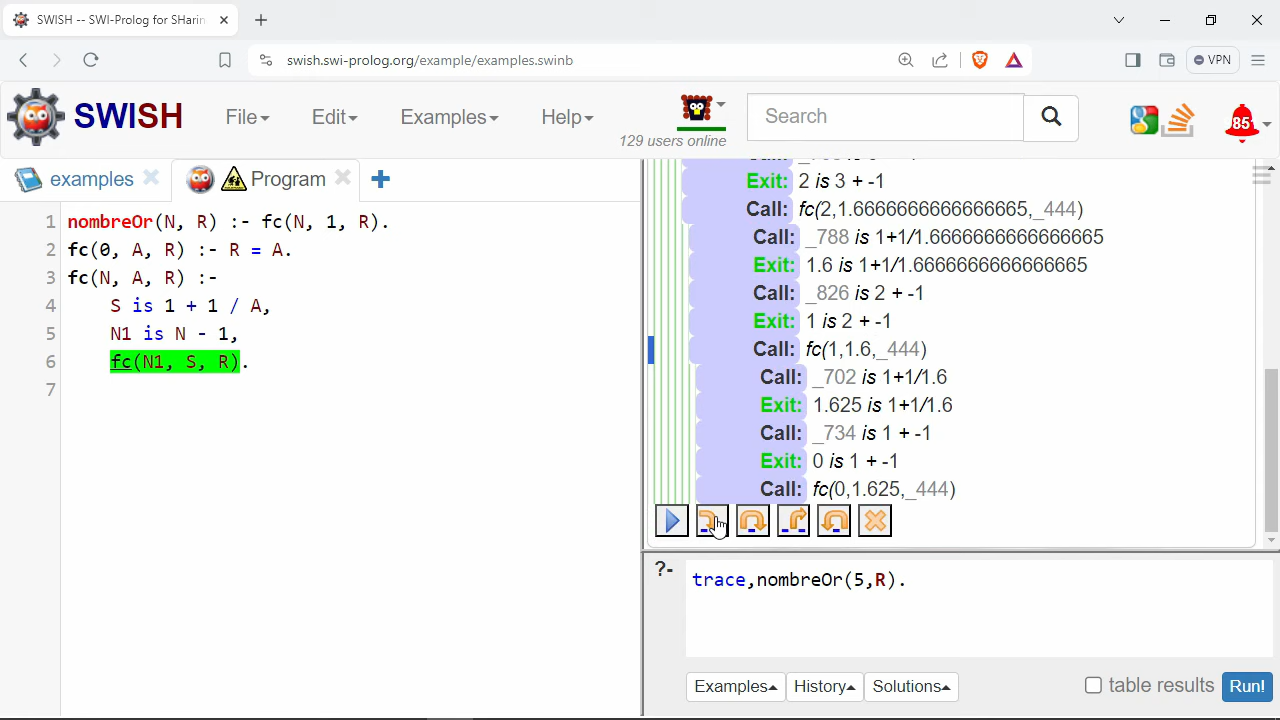 SWISH -- SWI-Prolog for SHarin
swish.swi-prolog.org/example/examples.swinb
VPN
SWISH
File
Edit
Examples
Help
129 users online
Search
85
examples
Program
1 nombreOr(N, R) :- fc(N, 1, R).
2 fc(0, A, R) :- R = A.
3 fc(N, A, R) :-
4 S is 1 + 1 / A,
5 N1 is N - 1,
6 fc(N1, S, R).
7
Exit: 2 is 3 + -1
Call: fc(2,1.6666666666666665,_444)
Call: _788 is 1+1/1.6666666666666665
Exit: 1.6 is 1+1/1.6666666666666665
Call: _826 is 2 + -1
Exit: 1 is 2 + -1
Call: fc(1,1.6,_444)
Call: _702 is 1+1/1.6
Exit: 1.625 is 1+1/1.6
Call: _734 is 1 + -1
Exit: 0 is 1 + -1
Call: fc(0,1.625,_444)
?- trace,nombreOr(5,R).
Examples
History
Solutions
table results
Run!